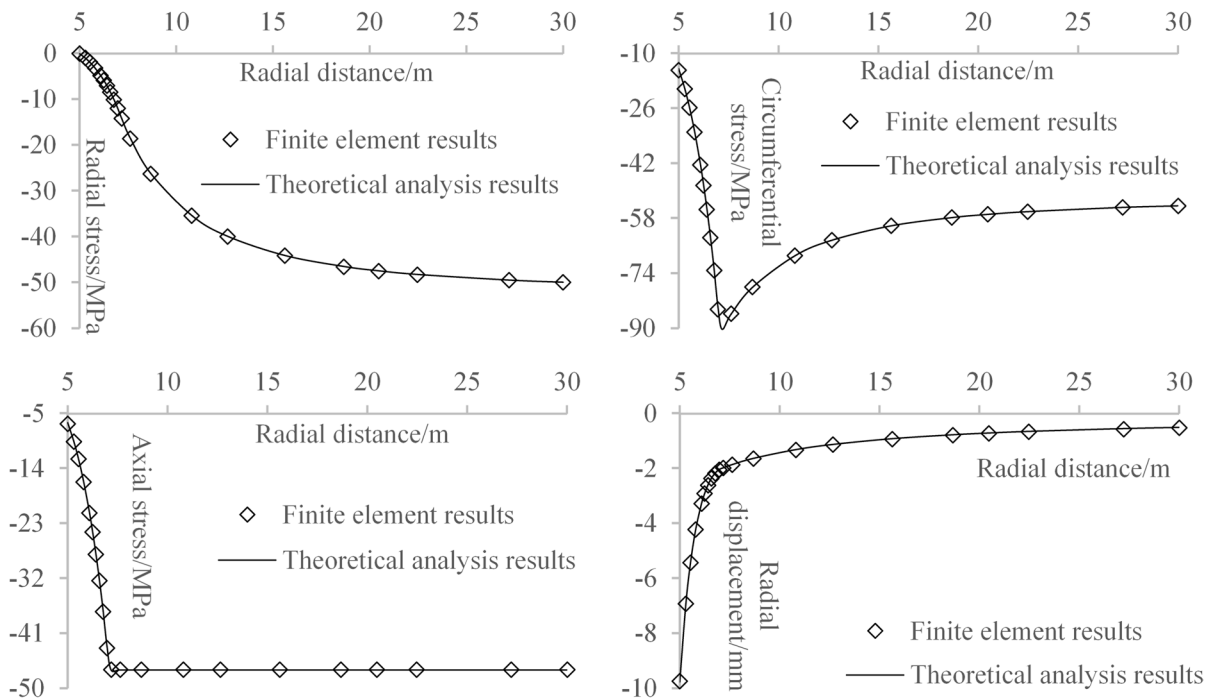 5 10 15 20 25 30
0
-10
-20
-30
-40
-50
-60
Radial distance/m
Radial stress/MPa
Finite element results
Theoretical analysis results
5 10 15 20 25 30
-10
-26
-42
-58
-74
-90
Radial distance/m
Circumferential
stress/MPa
Finite element results
Theoretical analysis results
5 10 15 20 25 30
-5
-14
-23
-32
-41
-50
Radial distance/m
Axial stress/MPa
Finite element results
Theoretical analysis results
5 10 15 20 25 30
0
-2
-4
-6
-8
-10
Radial distance/m
Radial
displacement/mm
Finite element results
Theoretical analysis results